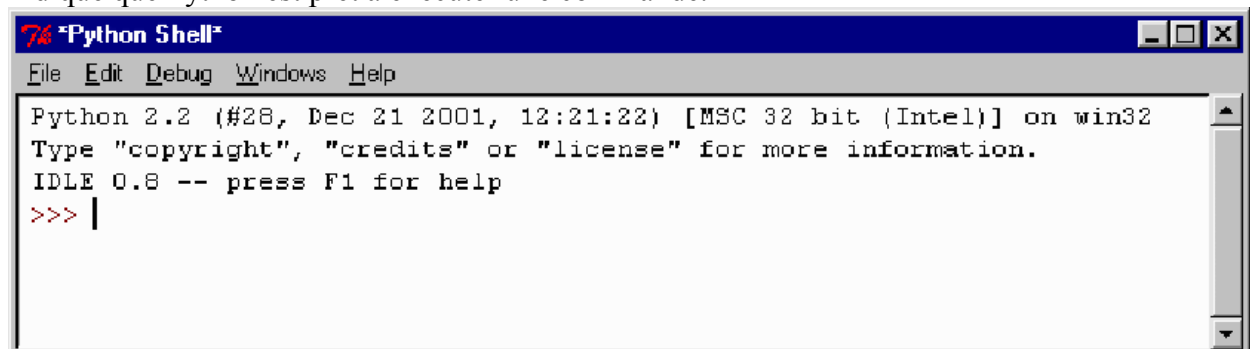 *Python Shell*
File Edit Debug Windows Help
Python 2.2 (#28, Dec 21 2001, 12:21:22) [MSC 32 bit (Intel)] on win32
Type "copyright", "credits" or "license" for more information.
IDLE 0.8 -- press F1 for help
>>>